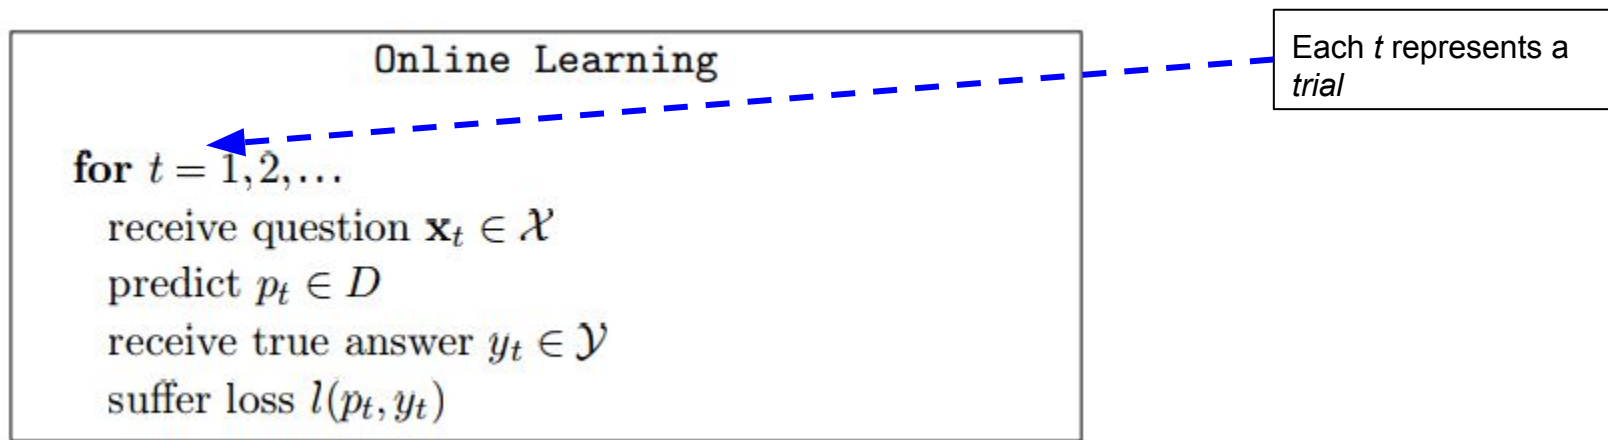 Online Learning
for t = 1,2,...
receive question x_t ∈ 𝒳
predict p_t ∈ D
receive true answer y_t ∈ 𝒴
suffer loss l(p_t, y_t)
Each t represents a
trial